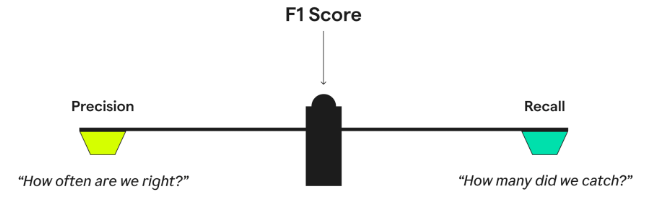 F1 Score
Precision
Recall
“How often are we right?”
“How many did we catch?”